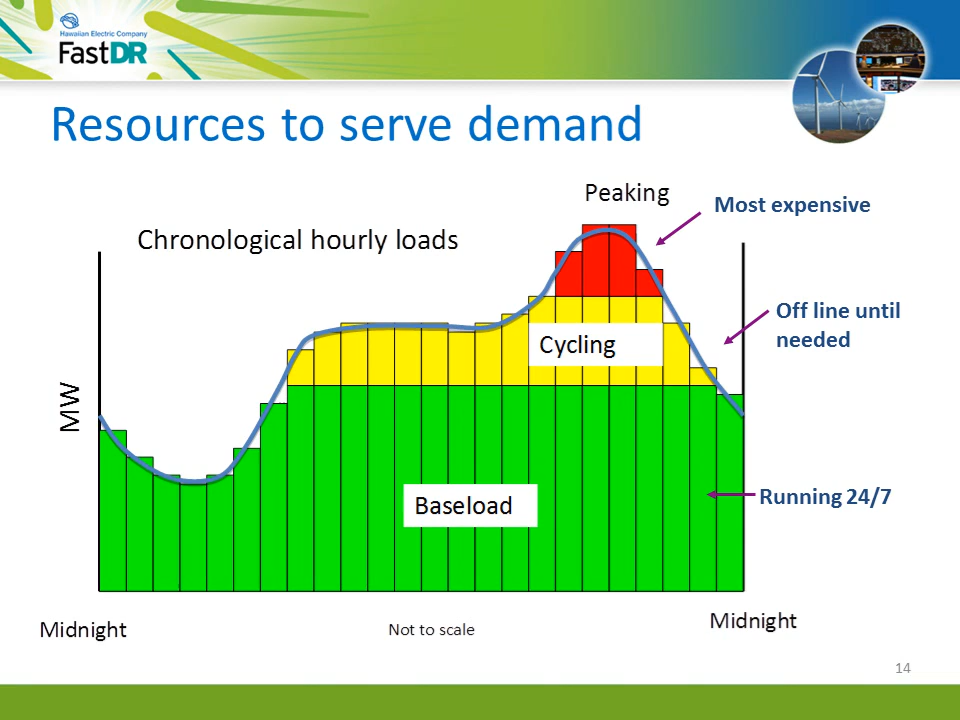 Hawaiian Electric Company
FastDR
Resources to serve demand
Peaking
Most expensive
Chronological hourly loads
Off line until
needed
Cycling
MW
Running 24/7
Baseload
Midnight
Not to scale
Midnight
14